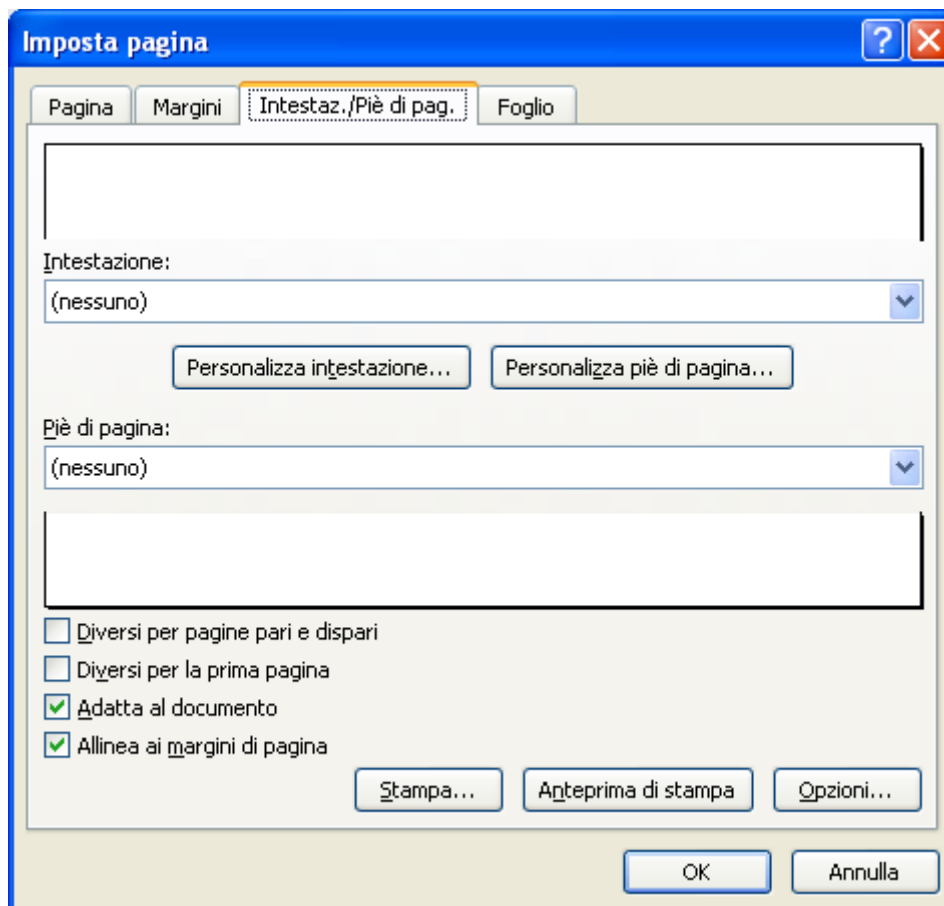 Imposta pagina
Pagina Margini Intestaz./Piè di pag. Foglio
Intestazione:
(nessuno)
Personalizza intestazione... Personalizza piè di pagina...
Piè di pagina:
(nessuno)
Diversi per pagine pari e dispari
Diversi per la prima pagina
Adatta al documento
Allinea ai margini di pagina
Stampa... Anteprima di stampa Opzioni...
OK Annulla